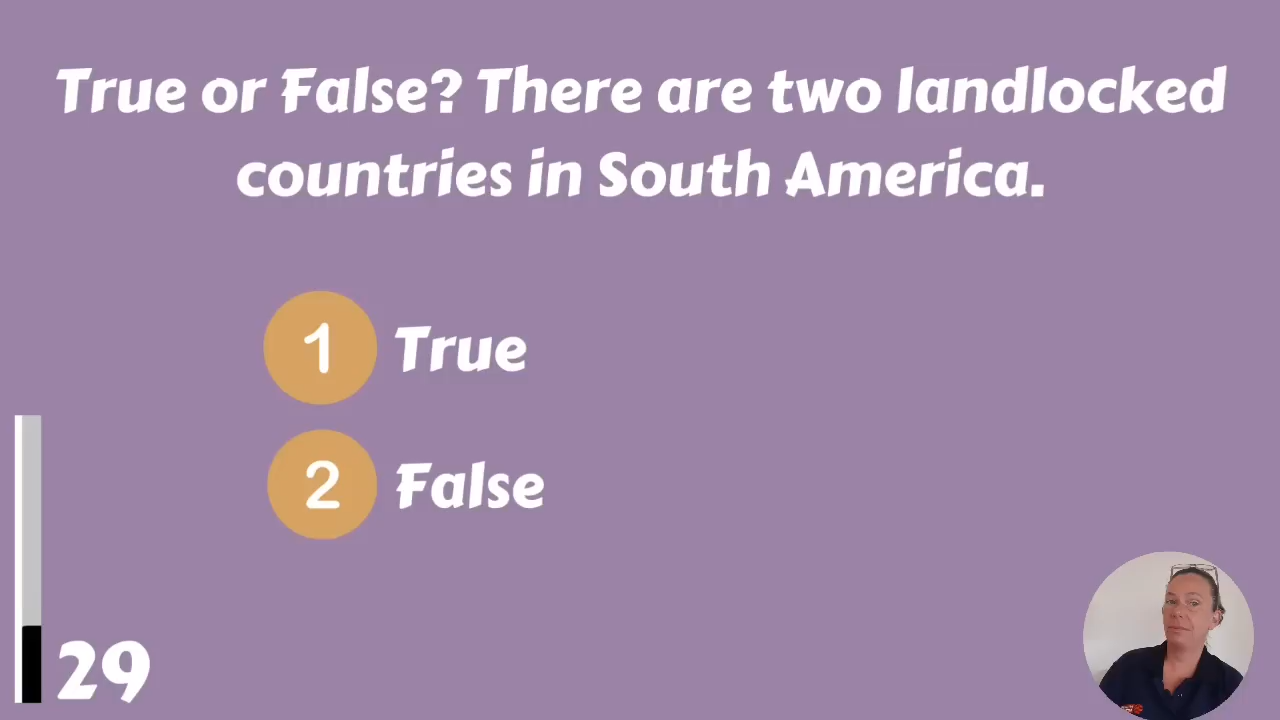 True or False? There are two landlocked
countries in South America.
1 True
2 False
29